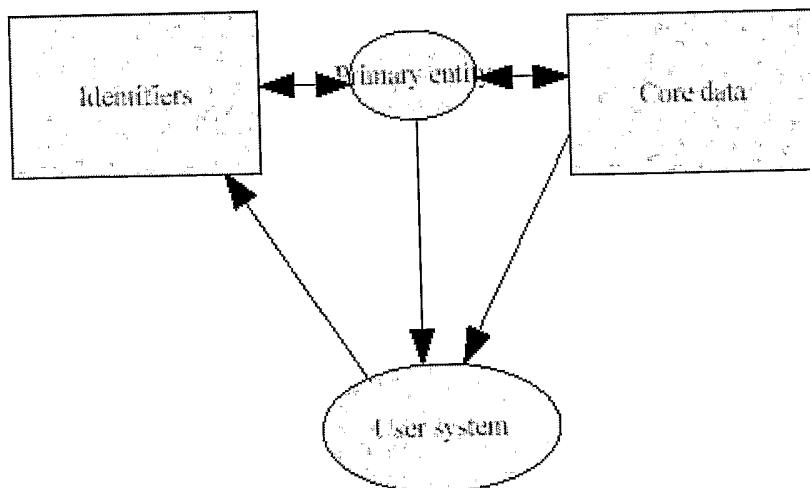 Identifiers
Primary entity
Core data
User system